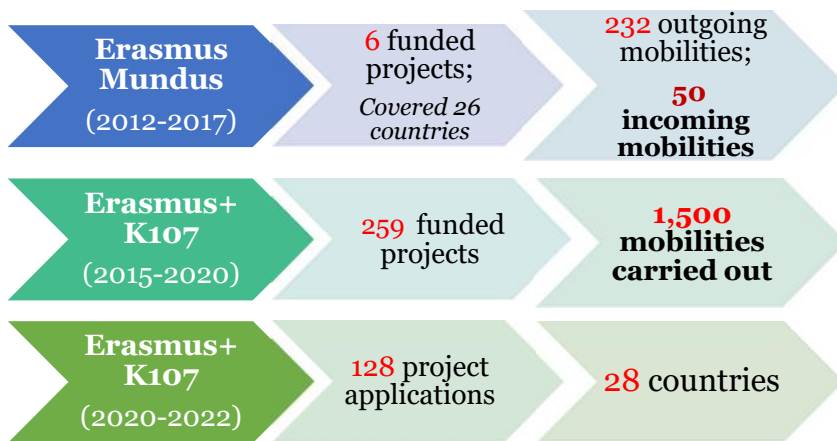 Erasmus
Mundus
(2012-2017)
6 funded
projects;
Covered 26
countries
232 outgoing
mobilities;
50
incoming
mobilities
Erasmus+
K107
(2015-2020)
259 funded
projects
1,500
mobilities
carried out
Erasmus+
K107
(2020-2022)
128 project
applications
28 countries